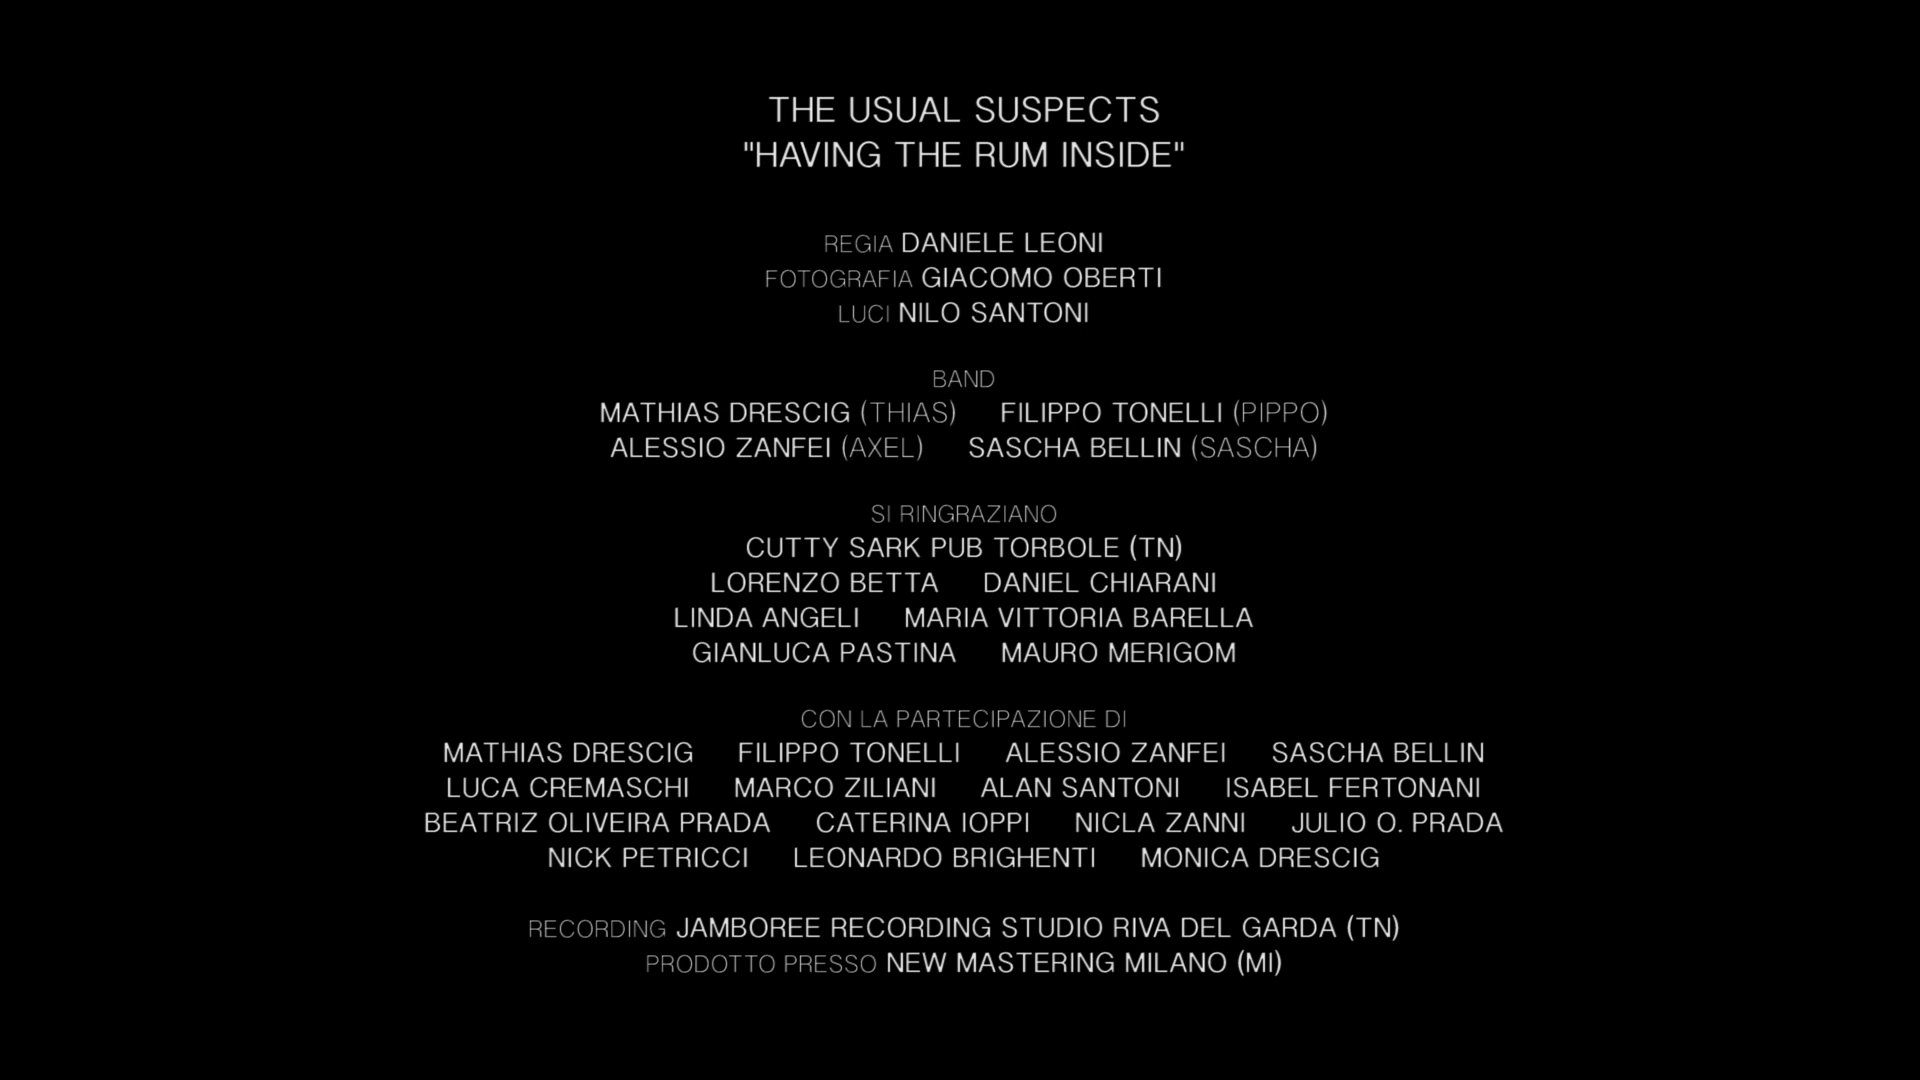 THE USUAL SUSPECTS
"HAVING THE RUM INSIDE"
REGIA DANIELE LEONI
FOTOGRAFIA GIACOMO OBERTI
LUCI NILO SANTONI
BAND
MATHIAS DRESCIG (THIAS) FILIPPO TONELLI (PIPPO)
ALESSIO ZANFEI (AXEL) SASCHA BELLIN (SASCHA)
SI RINGRAZIANO
CUTTY SARK PUB TORBOLE (TN)
LORENZO BETTA DANIEL CHIARANI
LINDA ANGELI MARIA VITTORIA BARELLA
GIANLUCA PASTINA MAURO MERIGOM
CON LA PARTECIPAZIONE DI
MATHIAS DRESCIG FILIPPO TONELLI ALESSIO ZANFEI SASCHA BELLIN
LUCA CREMASCHI MARCO ZILIANI ALAN SANTONI ISABEL FERTONANI
BEATRIZ OLIVEIRA PRADA CATERINA IOPPI NICLA ZANNI JULIO O. PRADA
NICK PETRICCI LEONARDO BRIGHENTI MONICA DRESCIG
RECORDING JAMBOREE RECORDING STUDIO RIVA DEL GARDA (TN)
PRODOTTO PRESSO NEW MASTERING MILANO (MI)